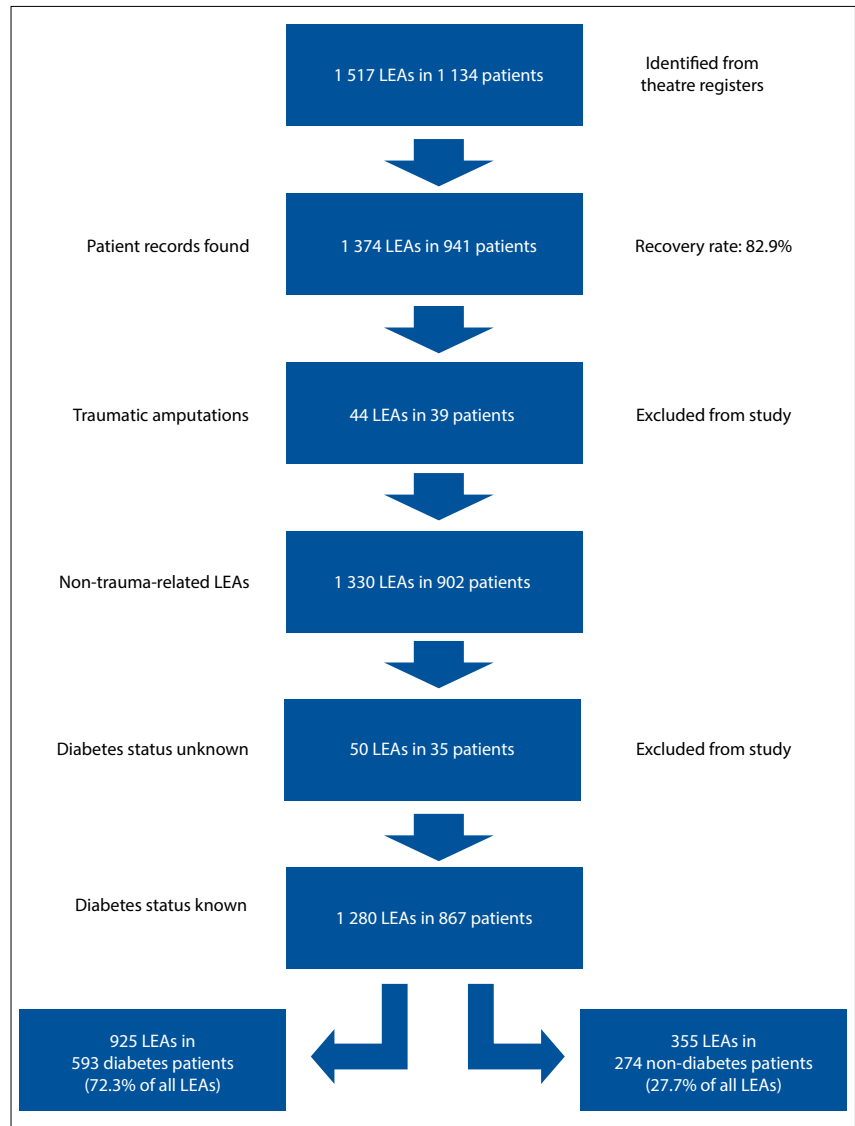 1 517 LEAs in 1 134 patients
Identified from
theatre registers
Patient records found
1 374 LEAs in 941 patients
Recovery rate: 82.9%
Traumatic amputations
44 LEAs in 39 patients
Excluded from study
Non-trauma-related LEAs
1 330 LEAs in 902 patients
Diabetes status unknown
50 LEAs in 35 patients
Excluded from study
Diabetes status known
1 280 LEAs in 867 patients
925 LEAs in
593 diabetes patients
(72.3% of all LEAs)
355 LEAs in
274 non-diabetes patients
(27.7% of all LEAs)